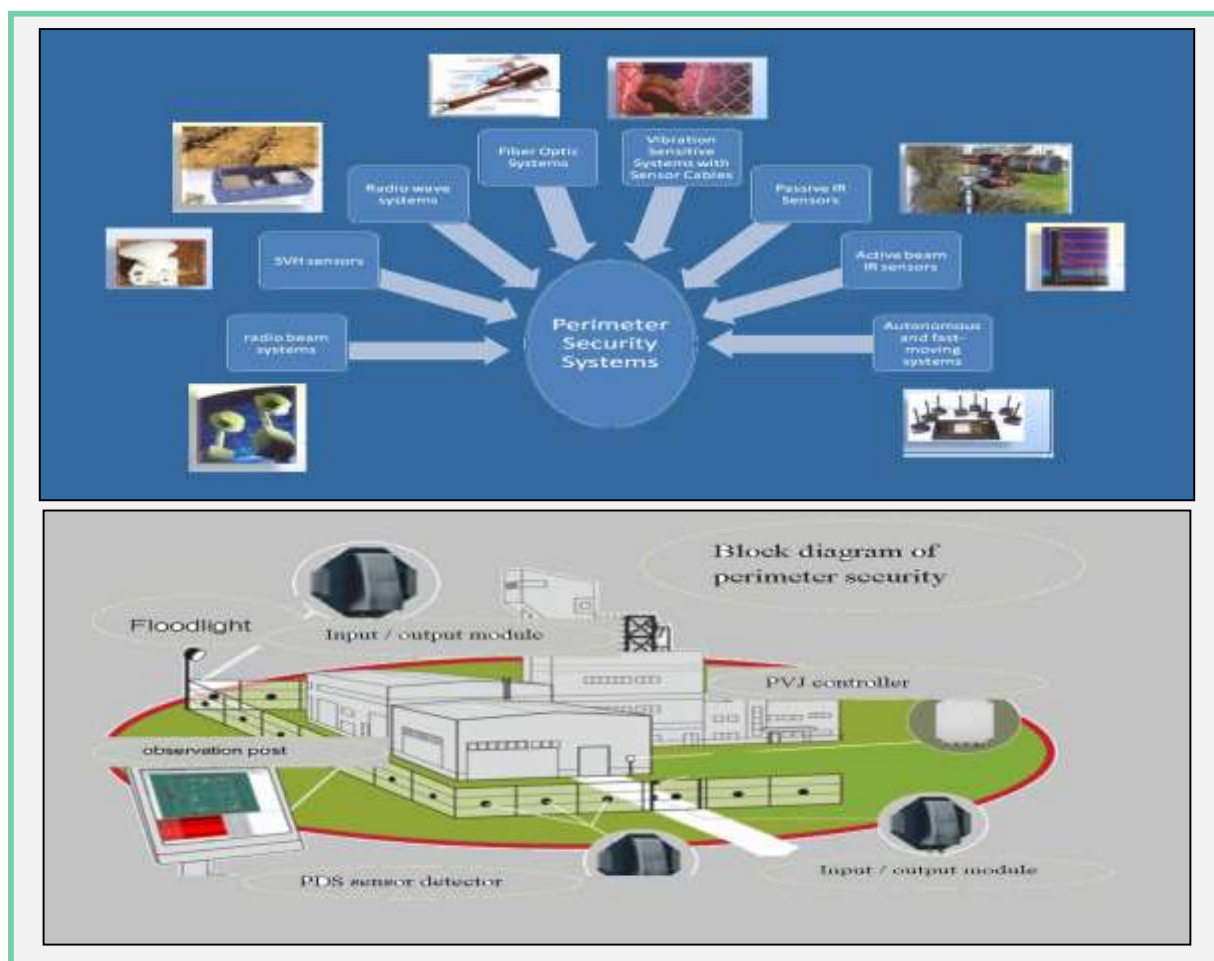 Fiber Optic
Systems
Vibration
Sensitive
Systems with
Sensor Cables
Radio wave
systems
Passive IR
Sensors
SVH sensors
Active beam
IR sensors
radio beam
systems
Perimeter
Security
Systems
Autonomous
and fast-
moving
systems
Block diagram of
perimeter security
Floodlight
Input / output module
PVJ controller
observation post
PDS sensor detector
Input / output module